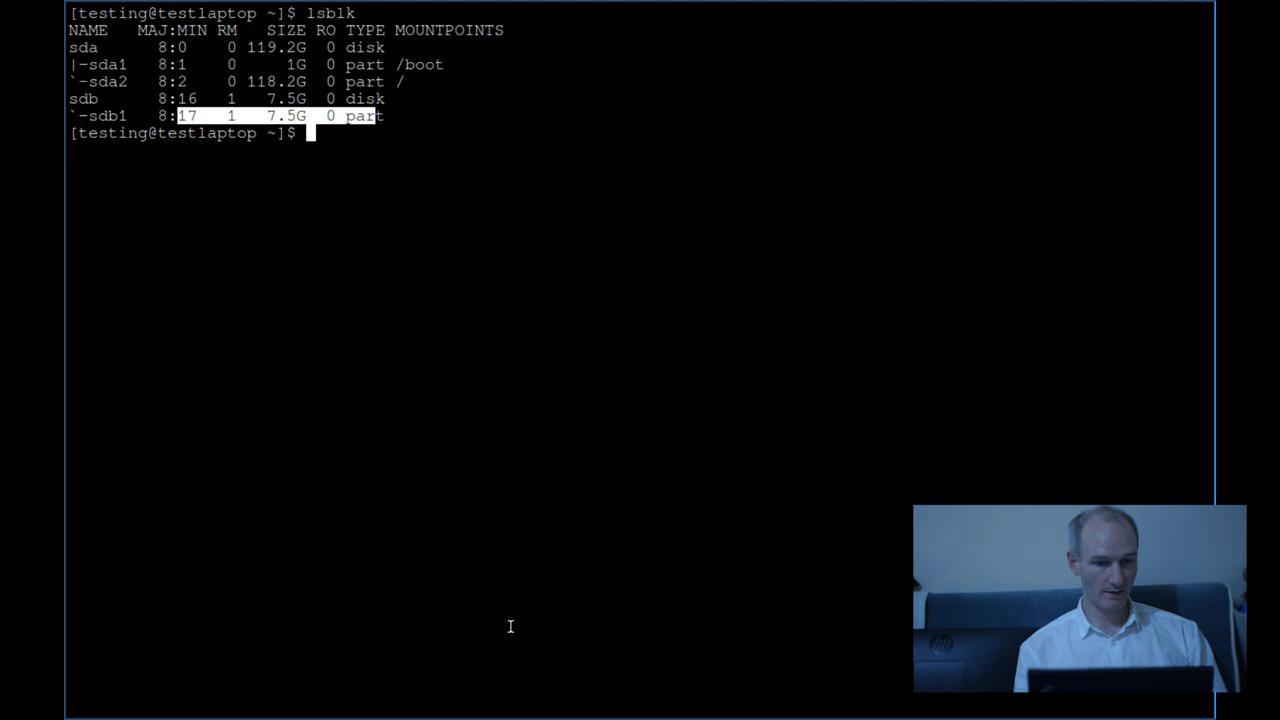 [testing@testlaptop ~]$ lsblk
NAME   MAJ:MIN RM   SIZE RO TYPE MOUNTPOINTS
sda      8:0    0 119.2G  0 disk
|-sda1   8:1    0     1G  0 part /boot
`-sda2   8:2    0 118.2G  0 part /
sdb      8:16   1   7.5G  0 disk
`-sdb1   8:17   1   7.5G  0 part
[testing@testlaptop ~]$
hp